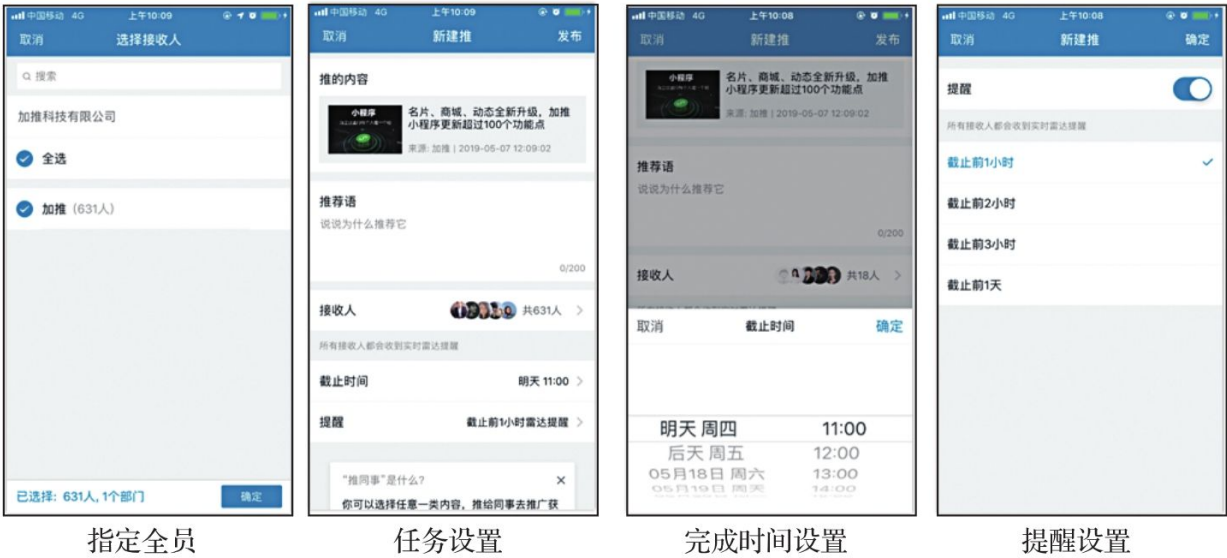 中国移动 4G 上午10:09
取消 选择接收人
搜索
加推科技有限公司
全选
加推（631人）
已选择：631人，1个部门 确定
指定全员
中国移动 4G 上午10:09
取消 新建推 发布
推的内容
小程序
名片、商城、动态全新升级，加推
小程序更新超过100个功能点
来源: 加推 | 2019-05-07 12:09:02
推荐语
说说为什么推荐它
0/200
接收人 共631人
所有接收人都会收到实时雷达提醒
截止时间 明天 11:00
提醒 截止前1小时雷达提醒
“推同事”是什么？
你可以选择任意一类内容，推给同事去推广获
任务设置
中国移动 4G 上午10:08
取消 新建推 发布
小程序
名片、商城、动态全新升级，加推
小程序更新超过100个功能点
来源: 加推 | 2019-05-07 12:09:02
推荐语
说说为什么推荐它
0/200
接收人 共18人
取消 截止时间 确定
明天 周四 11:00
后天 周五 12:00
05月18日 周六 13:00
05月19日 周天 14:00
完成时间设置
中国移动 4G 上午10:08
取消 新建推 确定
提醒
所有接收人都会收到实时雷达提醒
截止前1小时
截止前2小时
截止前3小时
截止前1天
提醒设置